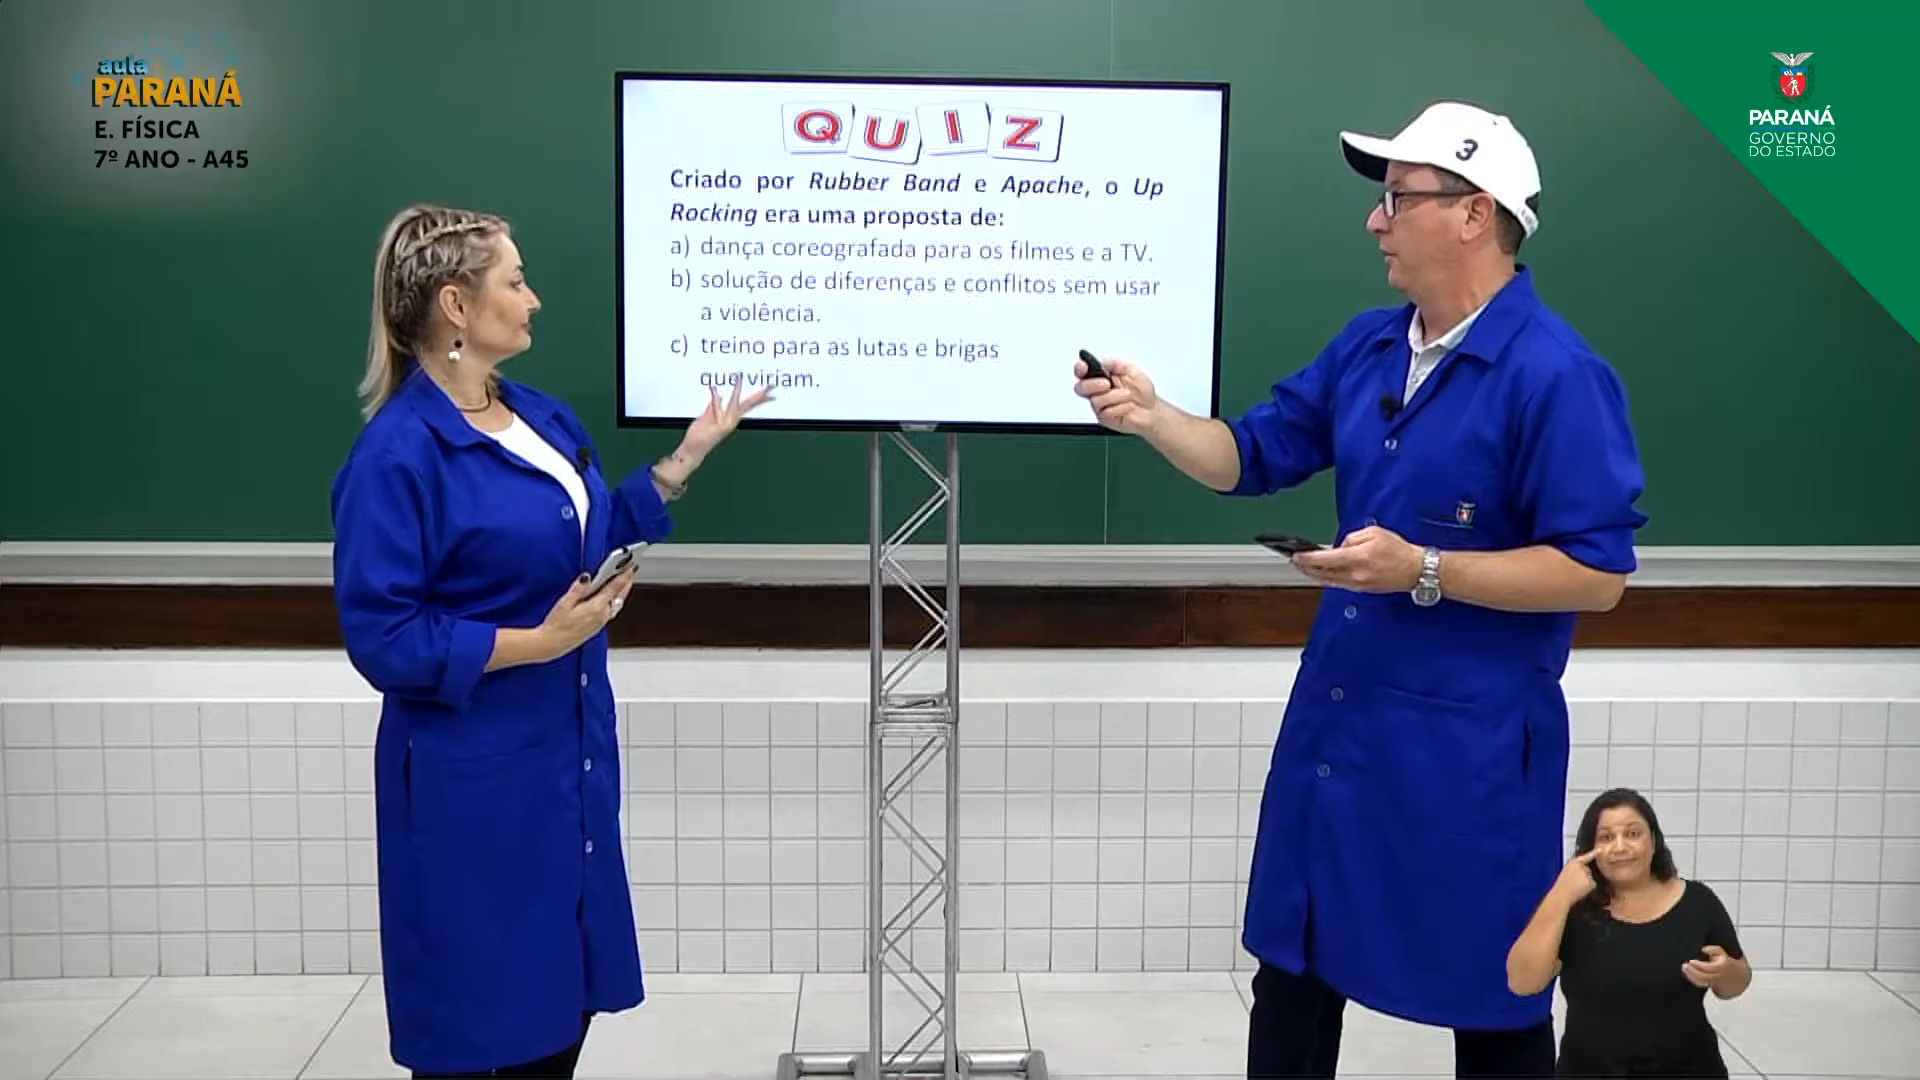 aula
PARANÁ
E. FÍSICA
7º ANO - A45
QUIZ
Criado por Rubber Band e Apache, o Up
Rocking era uma proposta de:
a) dança coreografada para os filmes e a TV.
b) solução de diferenças e conflitos sem usar
a violência.
c) treino para as lutas e brigas
que viriam.
3
PARANÁ
GOVERNO
DO ESTADO